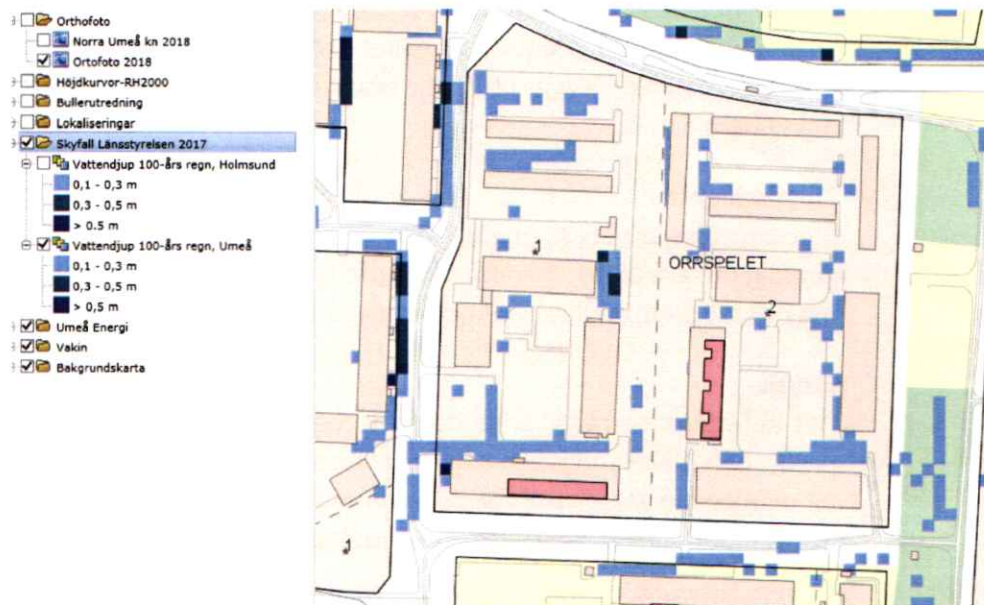 Orthofoto
Norra Umeå kn 2018
Ortofoto 2018
Höjdkurvor-RH2000
Bullerutredning
Lokaliseringar
Skyfall Länsstyrelsen 2017
Vattendjup 100-års regn, Holmsund
0,1 - 0,3 m
0,3 - 0,5 m
> 0.5 m
Vattendjup 100-års regn, Umeå
0,1 - 0,3 m
0,3 - 0,5 m
> 0,5 m
Umeå Energi
Vakin
Bakgrundskarta
1
ORRSPELET
2
1